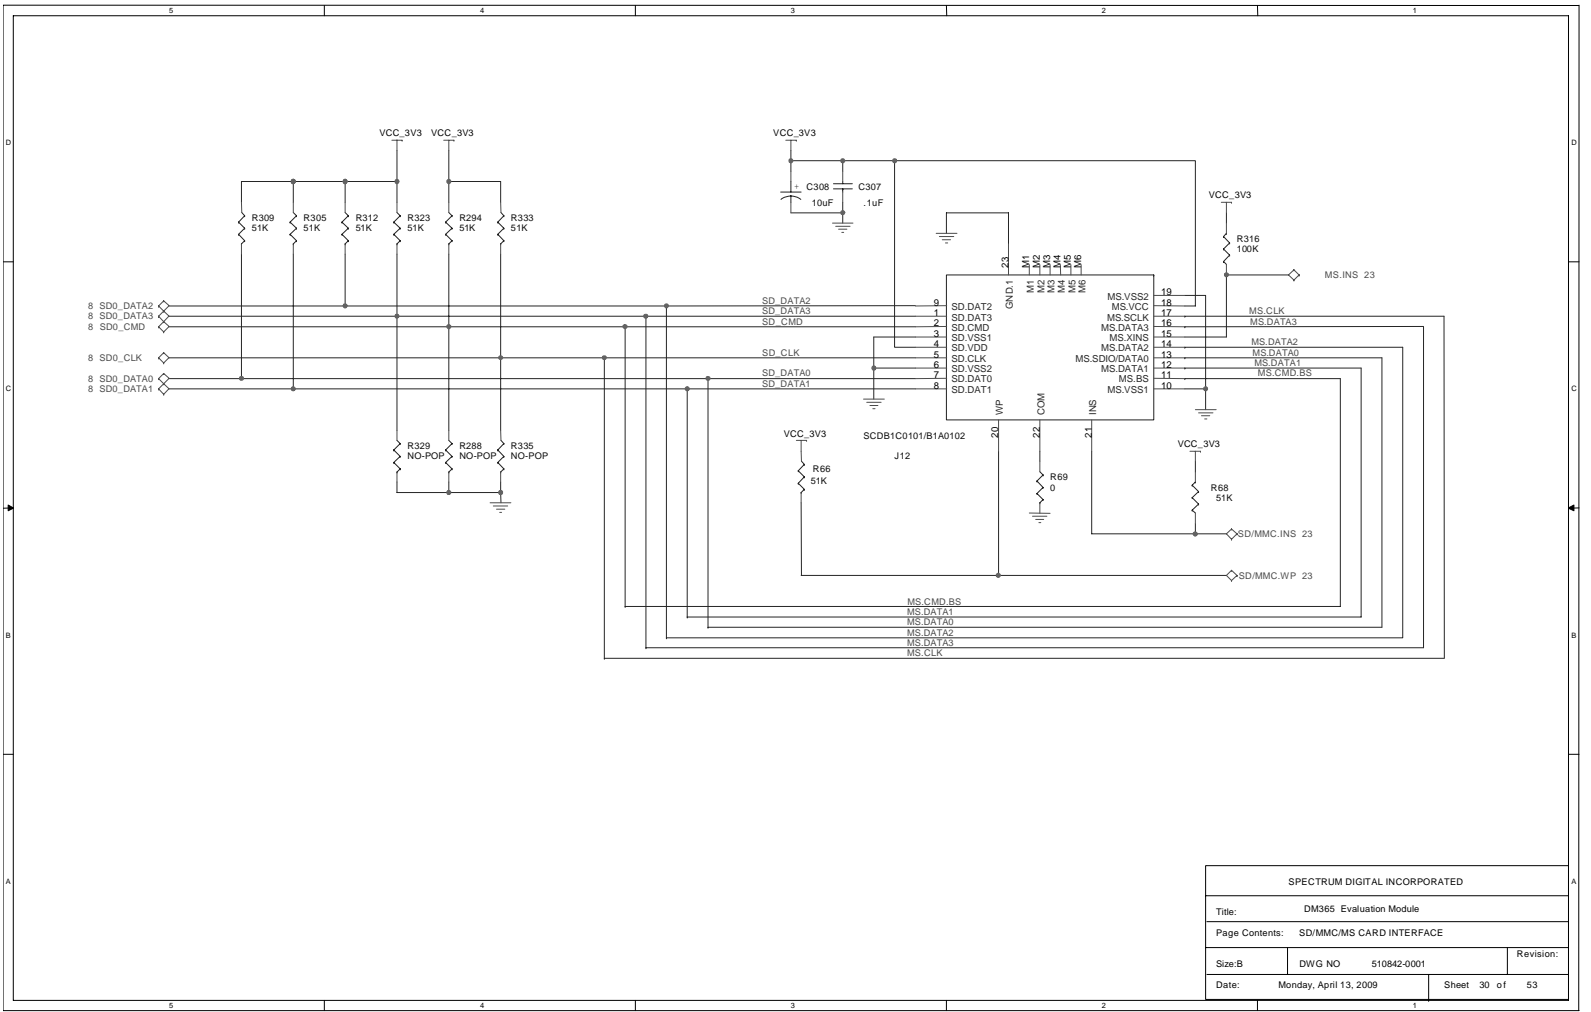 5 4 3 2 1
D D
C C
B B
A A
VCC_3V3 VCC_3V3
R309 51K
R305 51K
R312 51K
R323 51K
R294 51K
R333 51K
8 SD0_DATA2
8 SD0_DATA3
8 SD0_CMD
8 SD0_CLK
8 SD0_DATA0
8 SD0_DATA1
R329 NO-POP
R288 NO-POP
R335 NO-POP
VCC_3V3
C308 10uF
C307 .1uF
SD_DATA2
SD_DATA3
SD_CMD
SD_CLK
SD_DATA0
SD_DATA1
23 GND.1
M1 M2 M3 M4 M5 M6
M1 M2 M3 M4 M5 M6
9 SD.DAT2
1 SD.DAT3
2 SD.CMD
3 SD.VSS1
4 SD.VDD
5 SD.CLK
6 SD.VSS2
7 SD.DAT0
8 SD.DAT1
MS.VSS2 19
MS.VCC 18
MS.SCLK 17
MS.DATA3 16
MS.XINS 15
MS.DATA2 14
MS.SDIO/DATA0 13
MS.DATA1 12
MS.BS 11
MS.VSS1 10
WP 20
COM 22
INS 21
SCDB1C0101/B1A0102
J12
VCC_3V3
R316 100K
MS.INS 23
MS.CLK
MS.DATA3
MS.DATA2
MS.DATA0
MS.DATA1
MS.CMD.BS
VCC_3V3
R66 51K
R69 0
VCC_3V3
R68 51K
SD/MMC.INS 23
SD/MMC.WP 23
MS.CMD.BS
MS.DATA1
MS.DATA0
MS.DATA2
MS.DATA3
MS.CLK
SPECTRUM DIGITAL INCORPORATED
Title: DM365 Evaluation Module
Page Contents: SD/MMC/MS CARD INTERFACE
Size:B DWG NO 510842-0001 Revision:
Date: Monday, April 13, 2009 Sheet 30 of 53
5 4 3 2 1